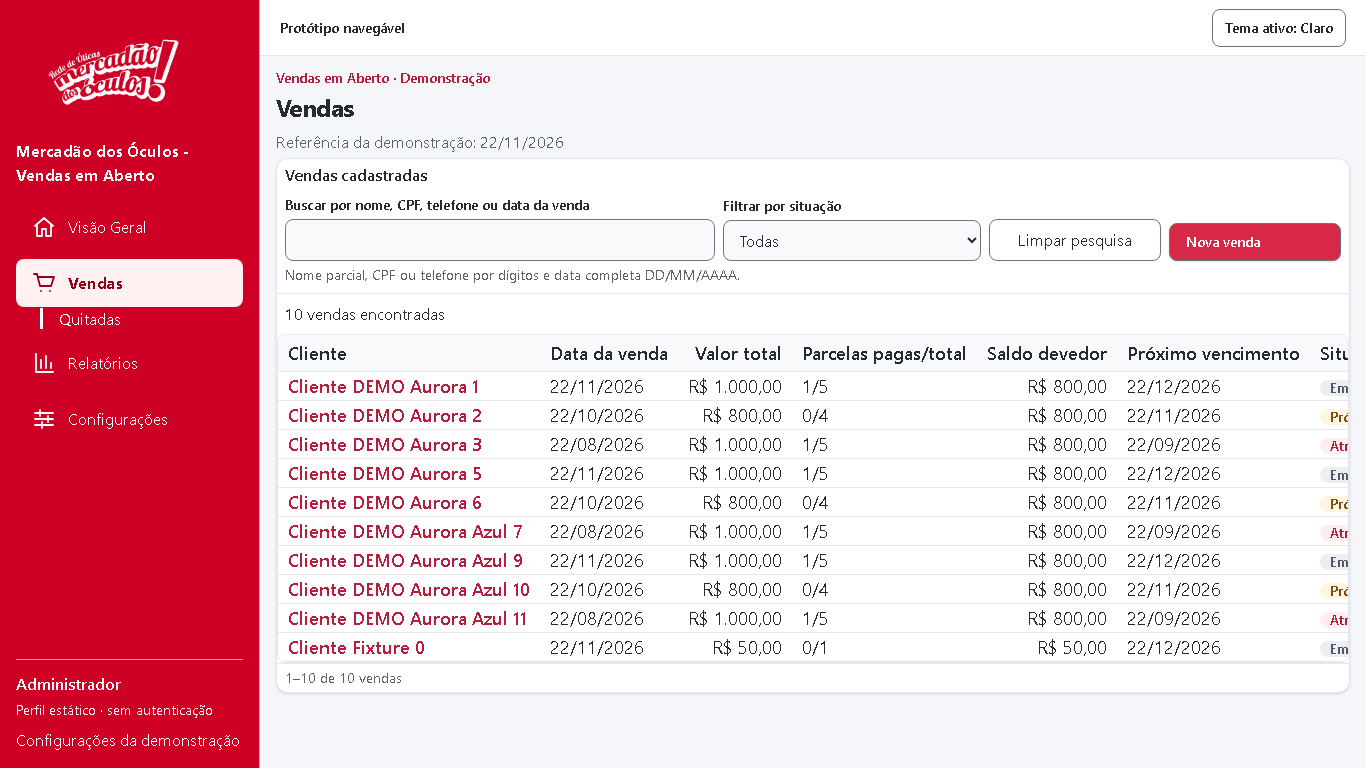 Rede de Óticas
mercadão
dos óculos!
Mercadão dos Óculos -
Vendas em Aberto
Visão Geral
Vendas
Quitadas
Relatórios
Configurações
Administrador
Perfil estático · sem autenticação
Configurações da demonstração
Protótipo navegável
Tema ativo: Claro
Vendas em Aberto · Demonstração
Vendas
Referência da demonstração: 22/11/2026
Vendas cadastradas
Buscar por nome, CPF, telefone ou data da venda
Filtrar por situação
Todas
Limpar pesquisa
Nova venda
Nome parcial, CPF ou telefone por dígitos e data completa DD/MM/AAAA.
10 vendas encontradas
Cliente Data da venda Valor total Parcelas pagas/total Saldo devedor Próximo vencimento Situ
Cliente DEMO Aurora 1 22/11/2026 R$ 1.000,00 1/5 R$ 800,00 22/12/2026 Em
Cliente DEMO Aurora 2 22/10/2026 R$ 800,00 0/4 R$ 800,00 22/11/2026 Pró
Cliente DEMO Aurora 3 22/08/2026 R$ 1.000,00 1/5 R$ 800,00 22/09/2026 Atr
Cliente DEMO Aurora 5 22/11/2026 R$ 1.000,00 1/5 R$ 800,00 22/12/2026 Em
Cliente DEMO Aurora 6 22/10/2026 R$ 800,00 0/4 R$ 800,00 22/11/2026 Pró
Cliente DEMO Aurora Azul 7 22/08/2026 R$ 1.000,00 1/5 R$ 800,00 22/09/2026 Atr
Cliente DEMO Aurora Azul 9 22/11/2026 R$ 1.000,00 1/5 R$ 800,00 22/12/2026 Em
Cliente DEMO Aurora Azul 10 22/10/2026 R$ 800,00 0/4 R$ 800,00 22/11/2026 Pró
Cliente DEMO Aurora Azul 11 22/08/2026 R$ 1.000,00 1/5 R$ 800,00 22/09/2026 Atr
Cliente Fixture 0 22/11/2026 R$ 50,00 0/1 R$ 50,00 22/12/2026 Em
1–10 de 10 vendas